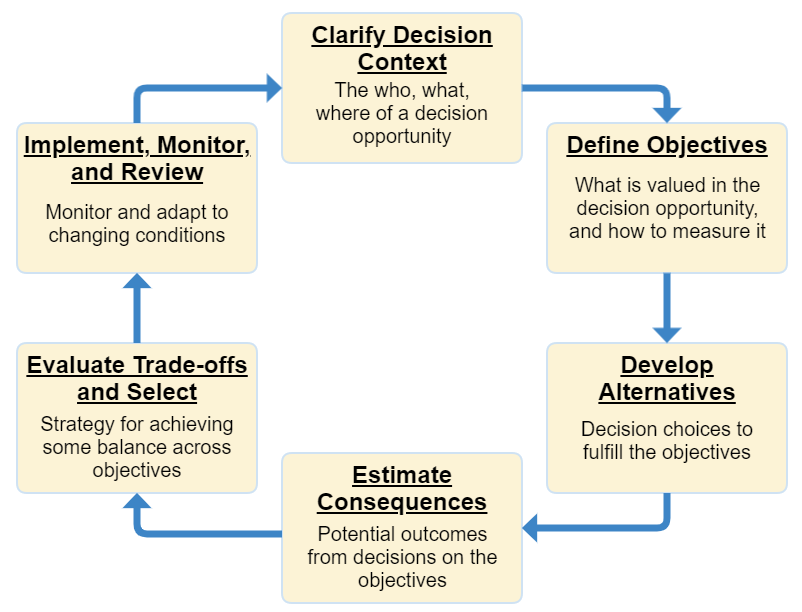 Clarify Decision
Context
The who, what,
where of a decision
opportunity
Define Objectives
What is valued in the
decision opportunity,
and how to measure it
Develop
Alternatives
Decision choices to
fulfill the objectives
Estimate
Consequences
Potential outcomes
from decisions on the
objectives
Evaluate Trade-offs
and Select
Strategy for achieving
some balance across
objectives
Implement, Monitor,
and Review
Monitor and adapt to
changing conditions